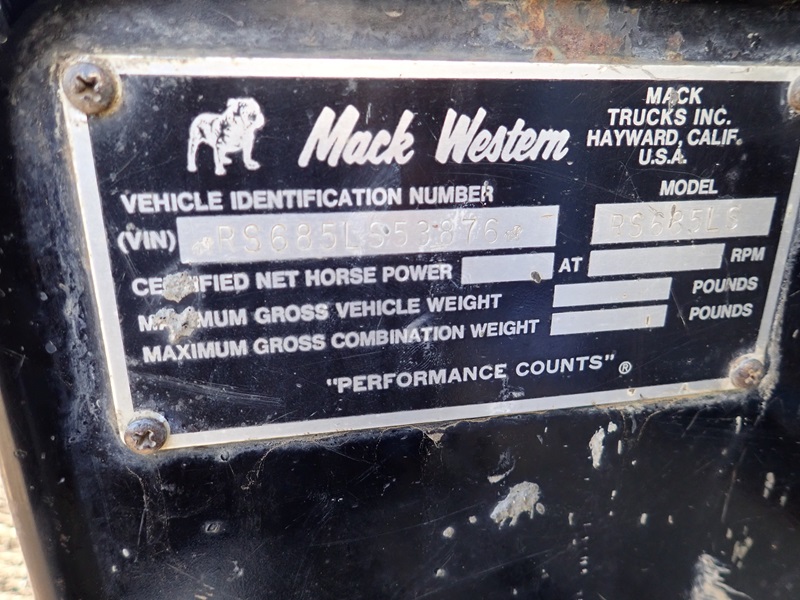 Mack Western
MACK
TRUCKS INC.
HAYWARD, CALIF.
U.S.A.
VEHICLE IDENTIFICATION NUMBER
MODEL
(VIN) *RS685LS53876*
RS685LS
CERTIFIED NET HORSE POWER AT RPM
MAXIMUM GROSS VEHICLE WEIGHT POUNDS
MAXIMUM GROSS COMBINATION WEIGHT POUNDS
"PERFORMANCE COUNTS"®